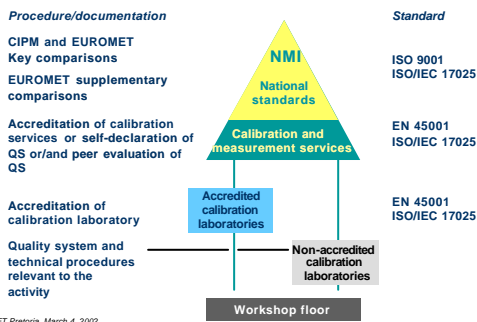 Procedure/documentation
Standard
CIPM and EUROMET
Key comparisons
EUROMET supplementary
comparisons
NMI
National
standards
ISO 9001
ISO/IEC 17025
Accreditation of calibration
services or self-declaration of
QS or/and peer evaluation of
QS
Calibration and
measurement services
EN 45001
ISO/IEC 17025
Accreditation of
calibration laboratory
Accredited
calibration
laboratories
EN 45001
ISO/IEC 17025
Quality system and
technical procedures
relevant to the
activity
Non-accredited
calibration
laboratories
Workshop floor
Pretoria, March 4, 2002